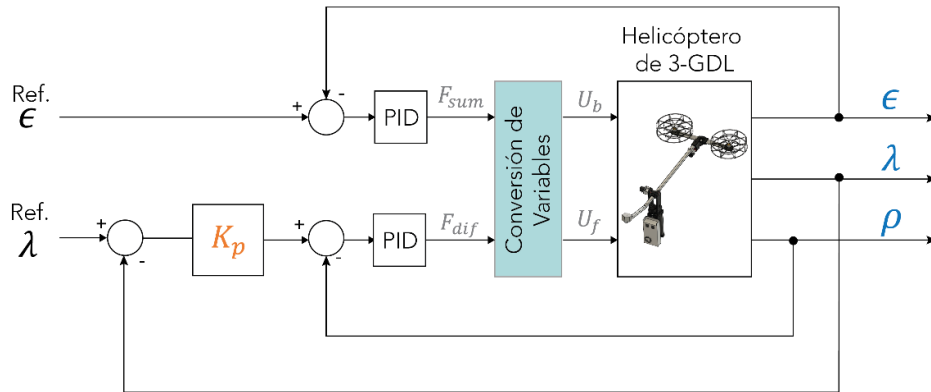 Helicóptero
de 3-GDL
Ref.
ϵ
+
-
PID
F_sum
Conversión de
Variables
U_b
ϵ
λ
Ref.
λ
+
-
K_p
+
-
PID
F_dif
U_f
ρ